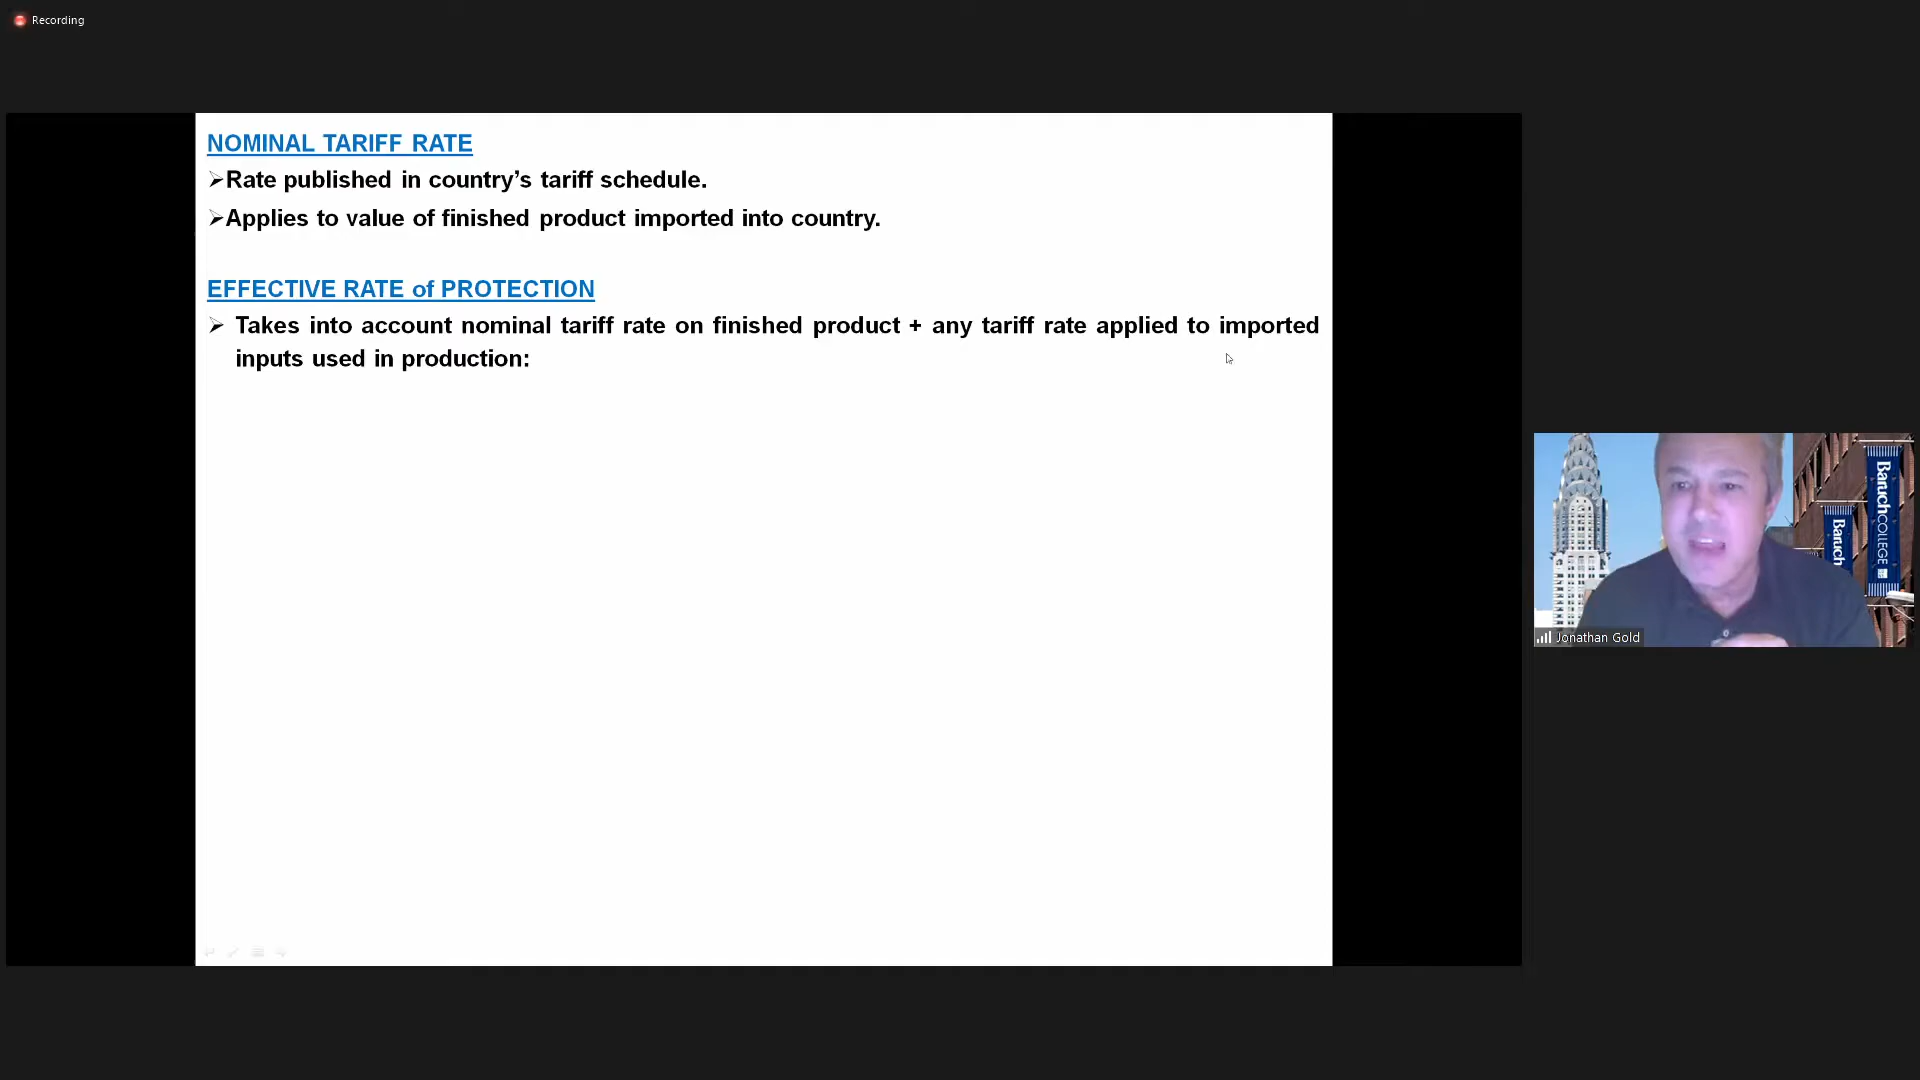 Recording
NOMINAL TARIFF RATE
➢Rate published in country’s tariff schedule.
➢Applies to value of finished product imported into country.
EFFECTIVE RATE of PROTECTION
➢ Takes into account nominal tariff rate on finished product + any tariff rate applied to imported
inputs used in production:
Baruch COLLEGE
Baruch
Jonathan Gold